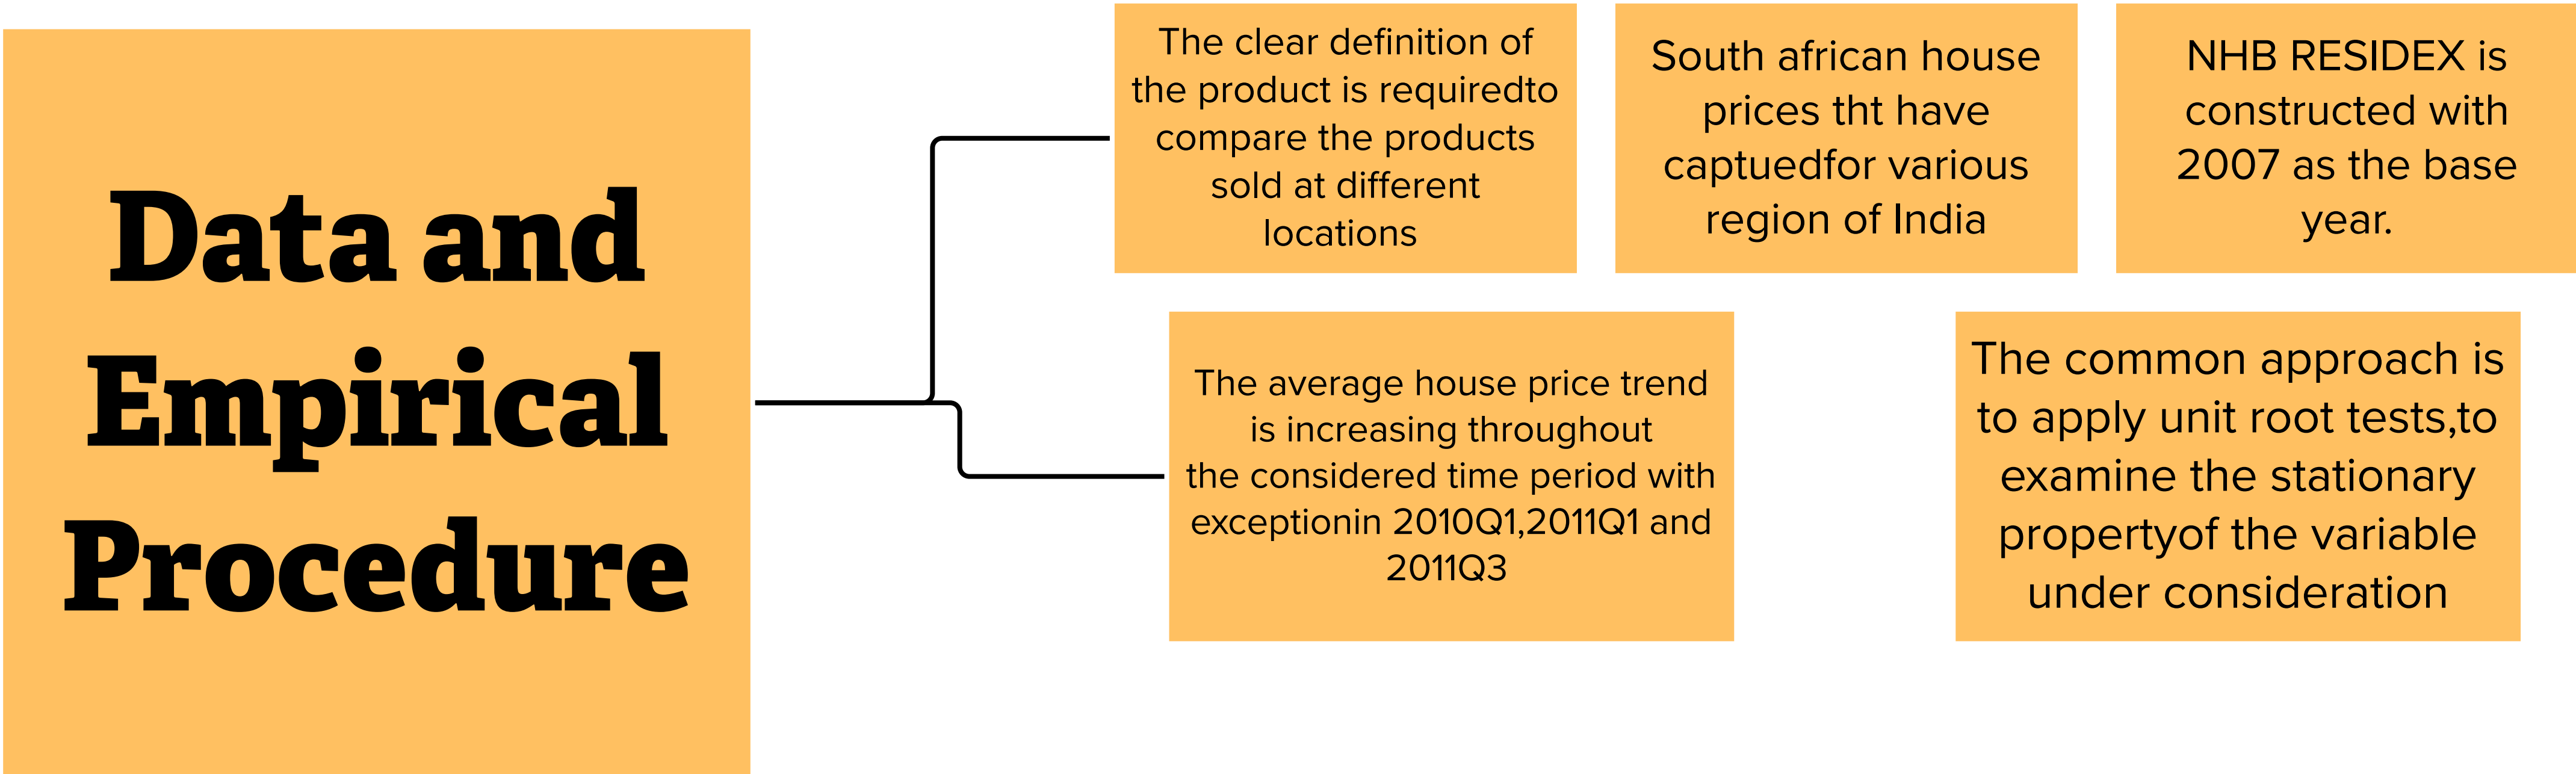 Data and
Empirical
Procedure
The clear definition of
the product is requiredto
compare the products
sold at different
locations
South african house
prices tht have
captuedfor various
region of India
NHB RESIDEX is
constructed with
2007 as the base
year.
The average house price trend
is increasing throughout
the considered time period with
exceptionin 2010Q1,2011Q1 and
2011Q3
The common approach is
to apply unit root tests,to
examine the stationary
propertyof the variable
under consideration